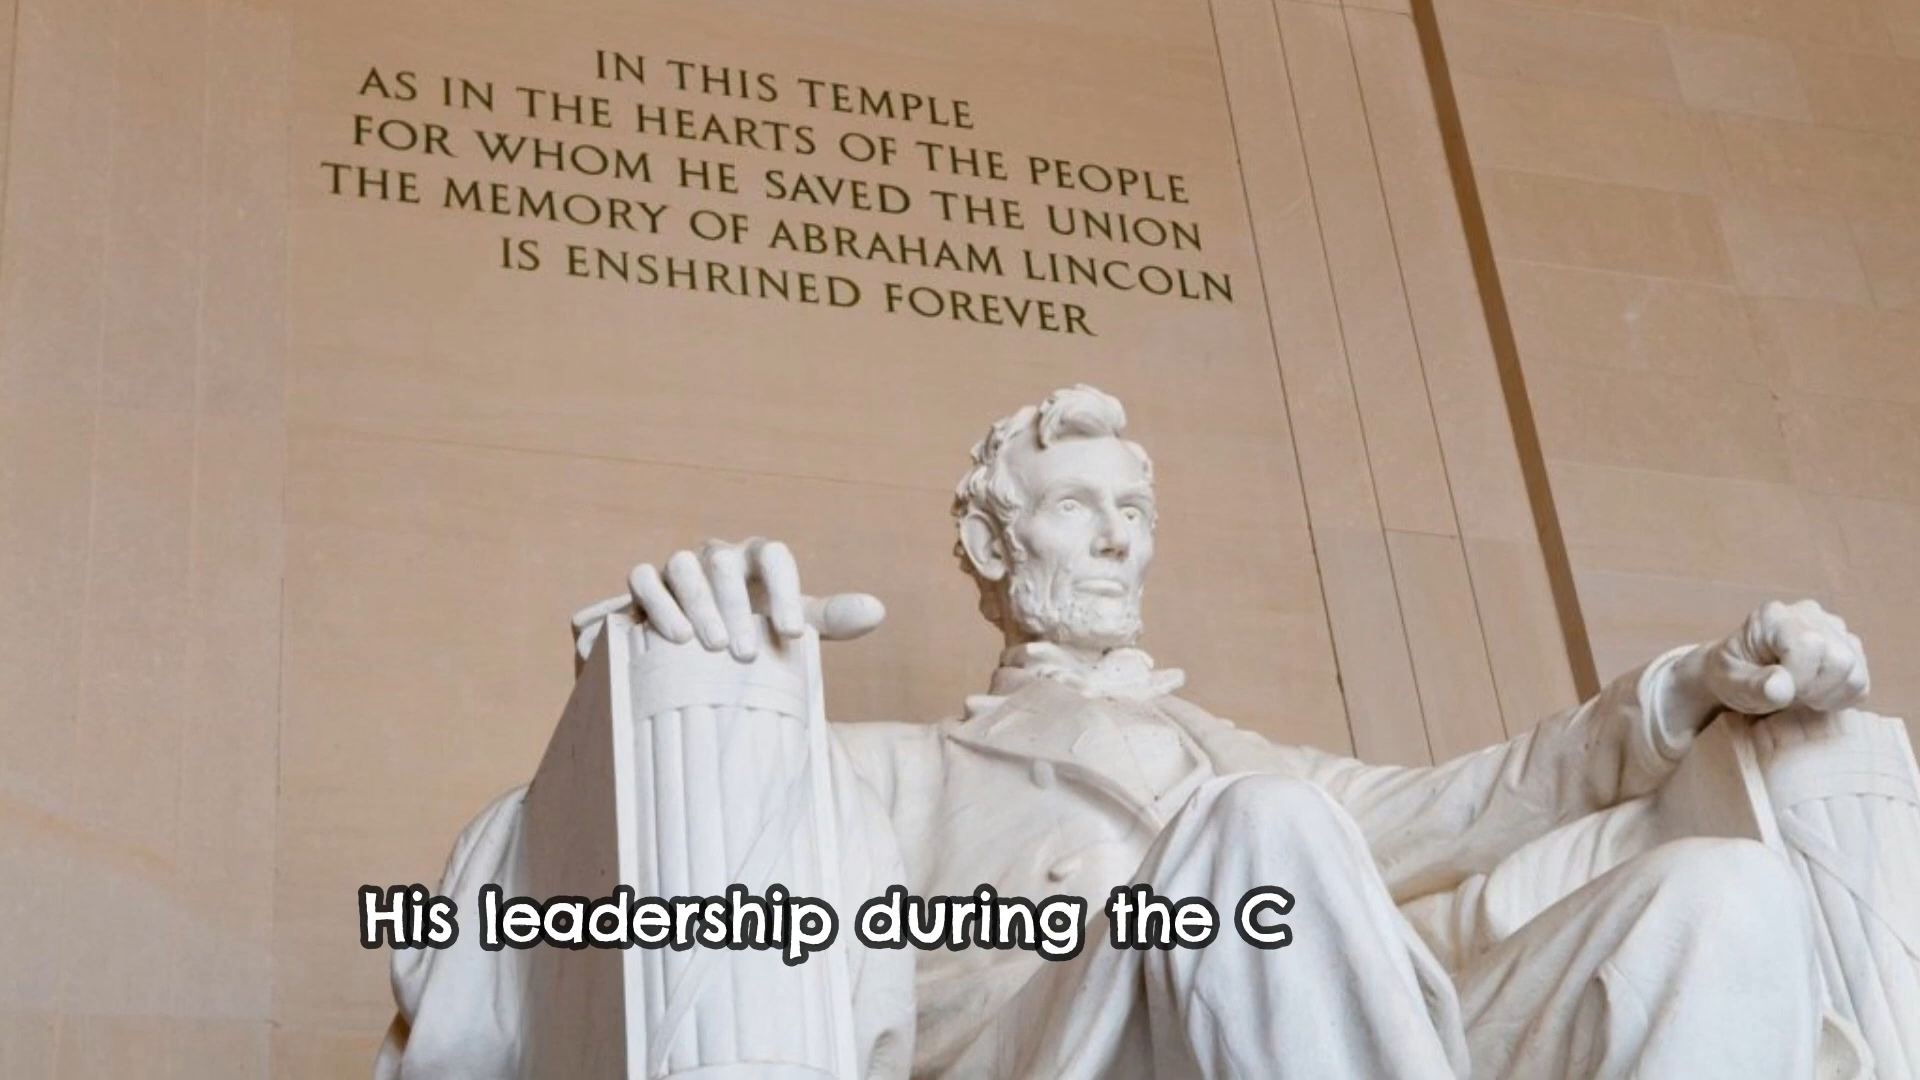 IN THIS TEMPLE
AS IN THE HEARTS OF THE PEOPLE
FOR WHOM HE SAVED THE UNION
THE MEMORY OF ABRAHAM LINCOLN
IS ENSHRINED FOREVER
His leadership during the C